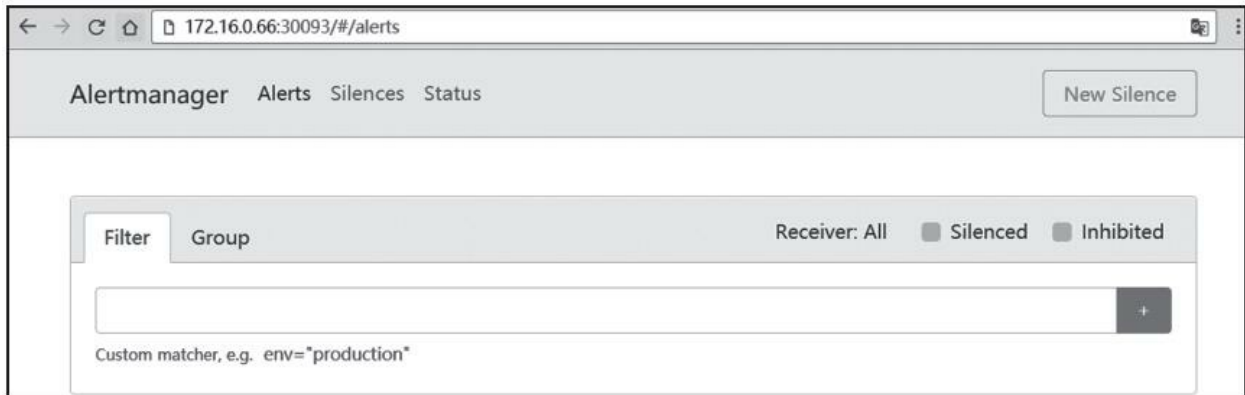 172.16.0.66:30093/#/alerts
Alertmanager Alerts Silences Status New Silence
Filter Group Receiver: All Silenced Inhibited
+
Custom matcher, e.g. env="production"